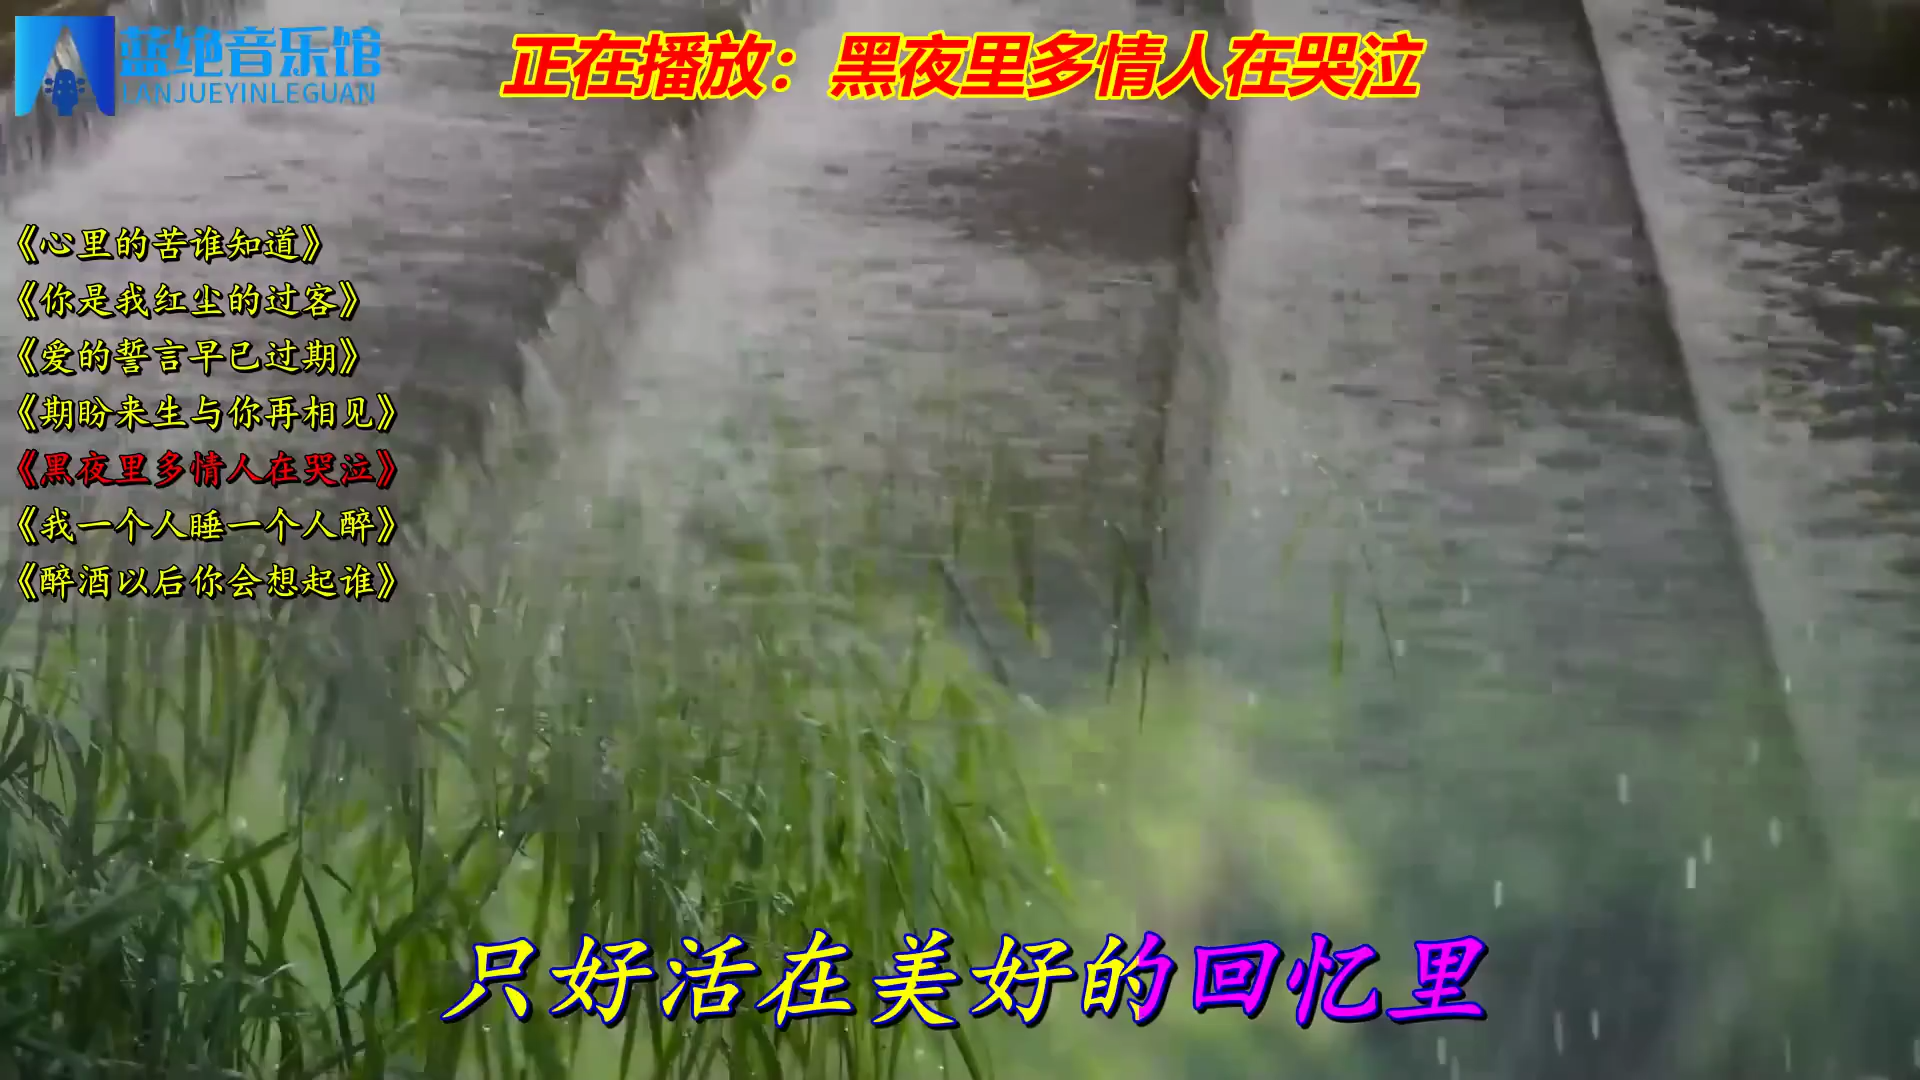 蓝绝音乐馆
LANJUEYINLEGUAN
正在播放：黑夜里多情人在哭泣
《心里的苦谁知道》
《你是我红尘的过客》
《爱的誓言早已过期》
《期盼来生与你再相见》
《黑夜里多情人在哭泣》
《我一个人睡一个人醉》
《醉酒以后你会想起谁》
只好活在美好的回忆里